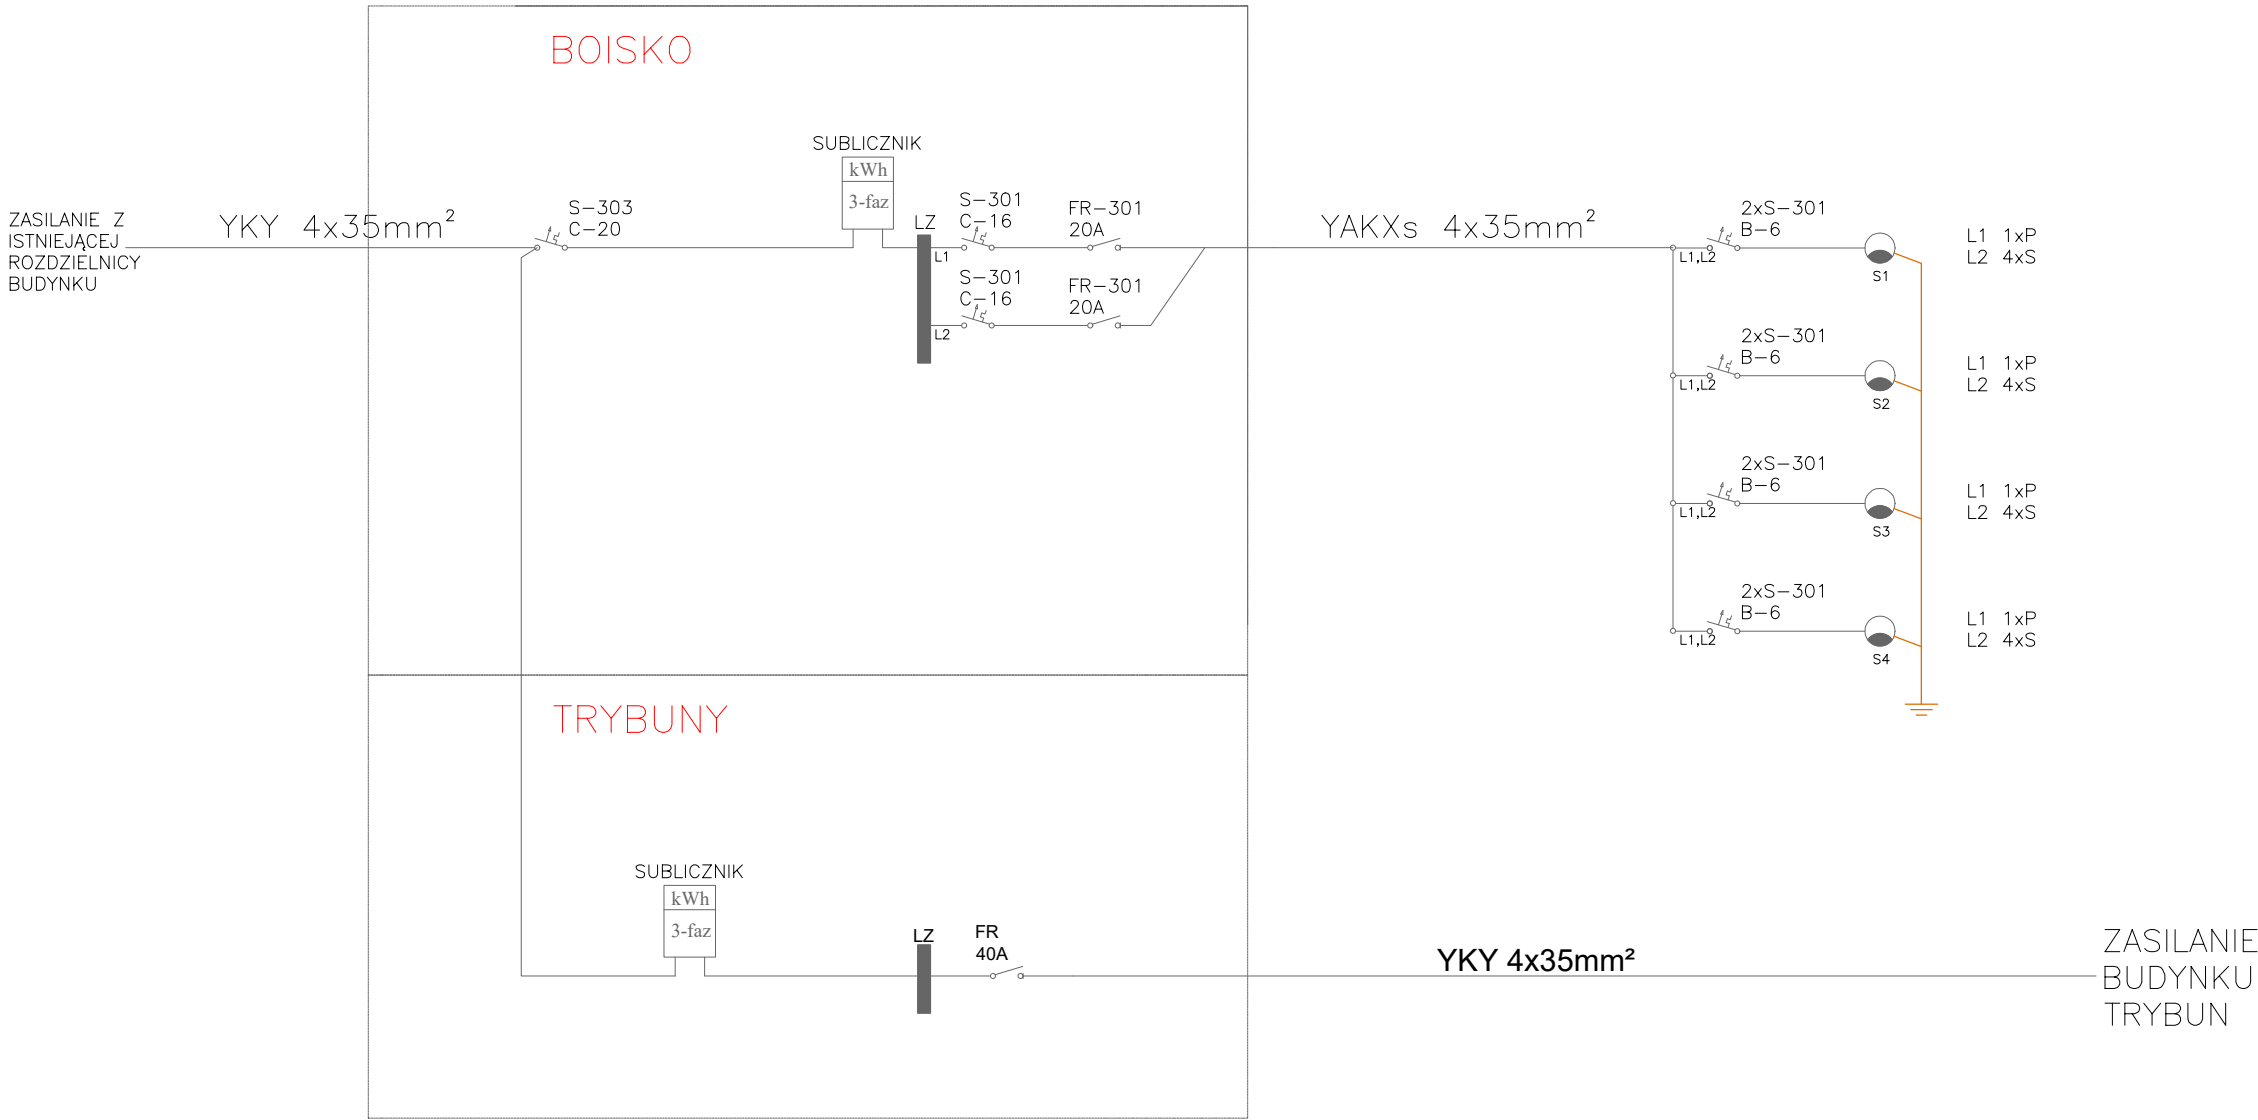 BOISKO
SUBLICZNIK
kWh
3-faz
ZASILANIE Z
ISTNIEJĄCEJ
ROZDZIELNICY
BUDYNKU
YKY 4x35mm²
S-303
C-20
LZ
S-301
C-16
FR-301
20A
L1
S-301
C-16
FR-301
20A
L2
YAKXs 4x35mm²
2xS-301
B-6
L1,L2
S1
L1 1xP
L2 4xS
2xS-301
B-6
L1,L2
S2
L1 1xP
L2 4xS
2xS-301
B-6
L1,L2
S3
L1 1xP
L2 4xS
2xS-301
B-6
L1,L2
S4
L1 1xP
L2 4xS
TRYBUNY
SUBLICZNIK
kWh
3-faz
LZ
FR
40A
YKY 4x35mm²
ZASILANIE
BUDYNKU
TRYBUN